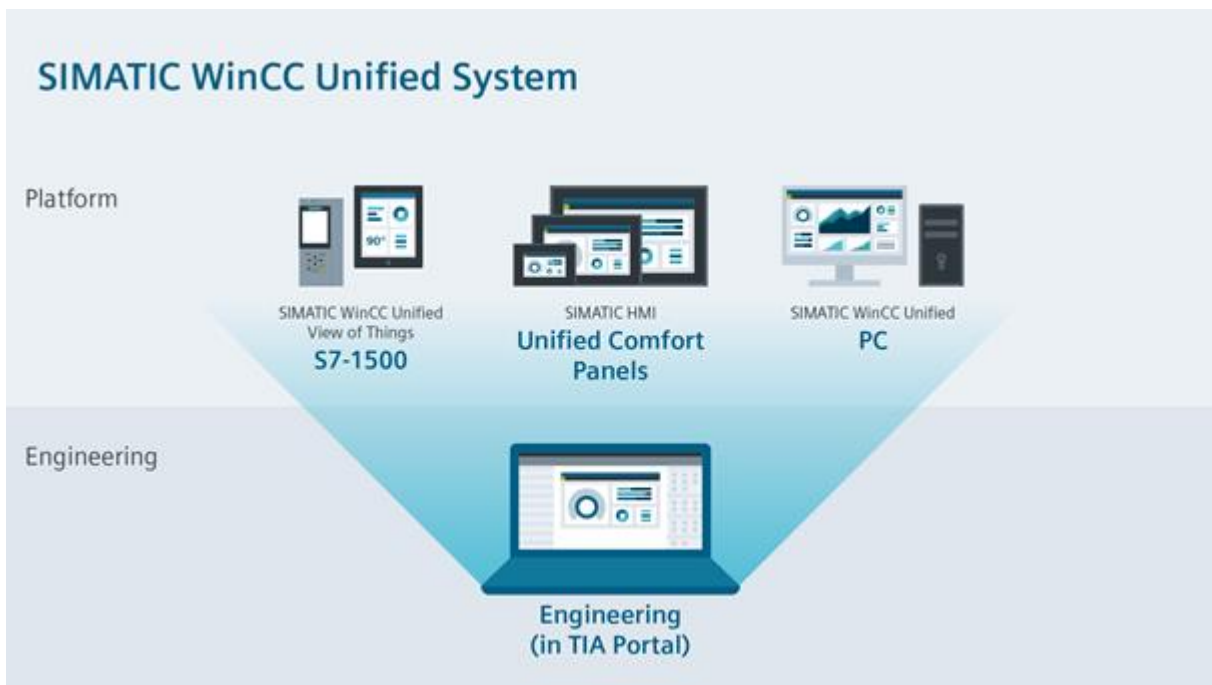 SIMATIC WinCC Unified System
Platform
90°
SIMATIC WinCC Unified
View of Things
S7-1500
SIMATIC HMI
Unified Comfort
Panels
SIMATIC WinCC Unified
PC
Engineering
Engineering
(in TIA Portal)